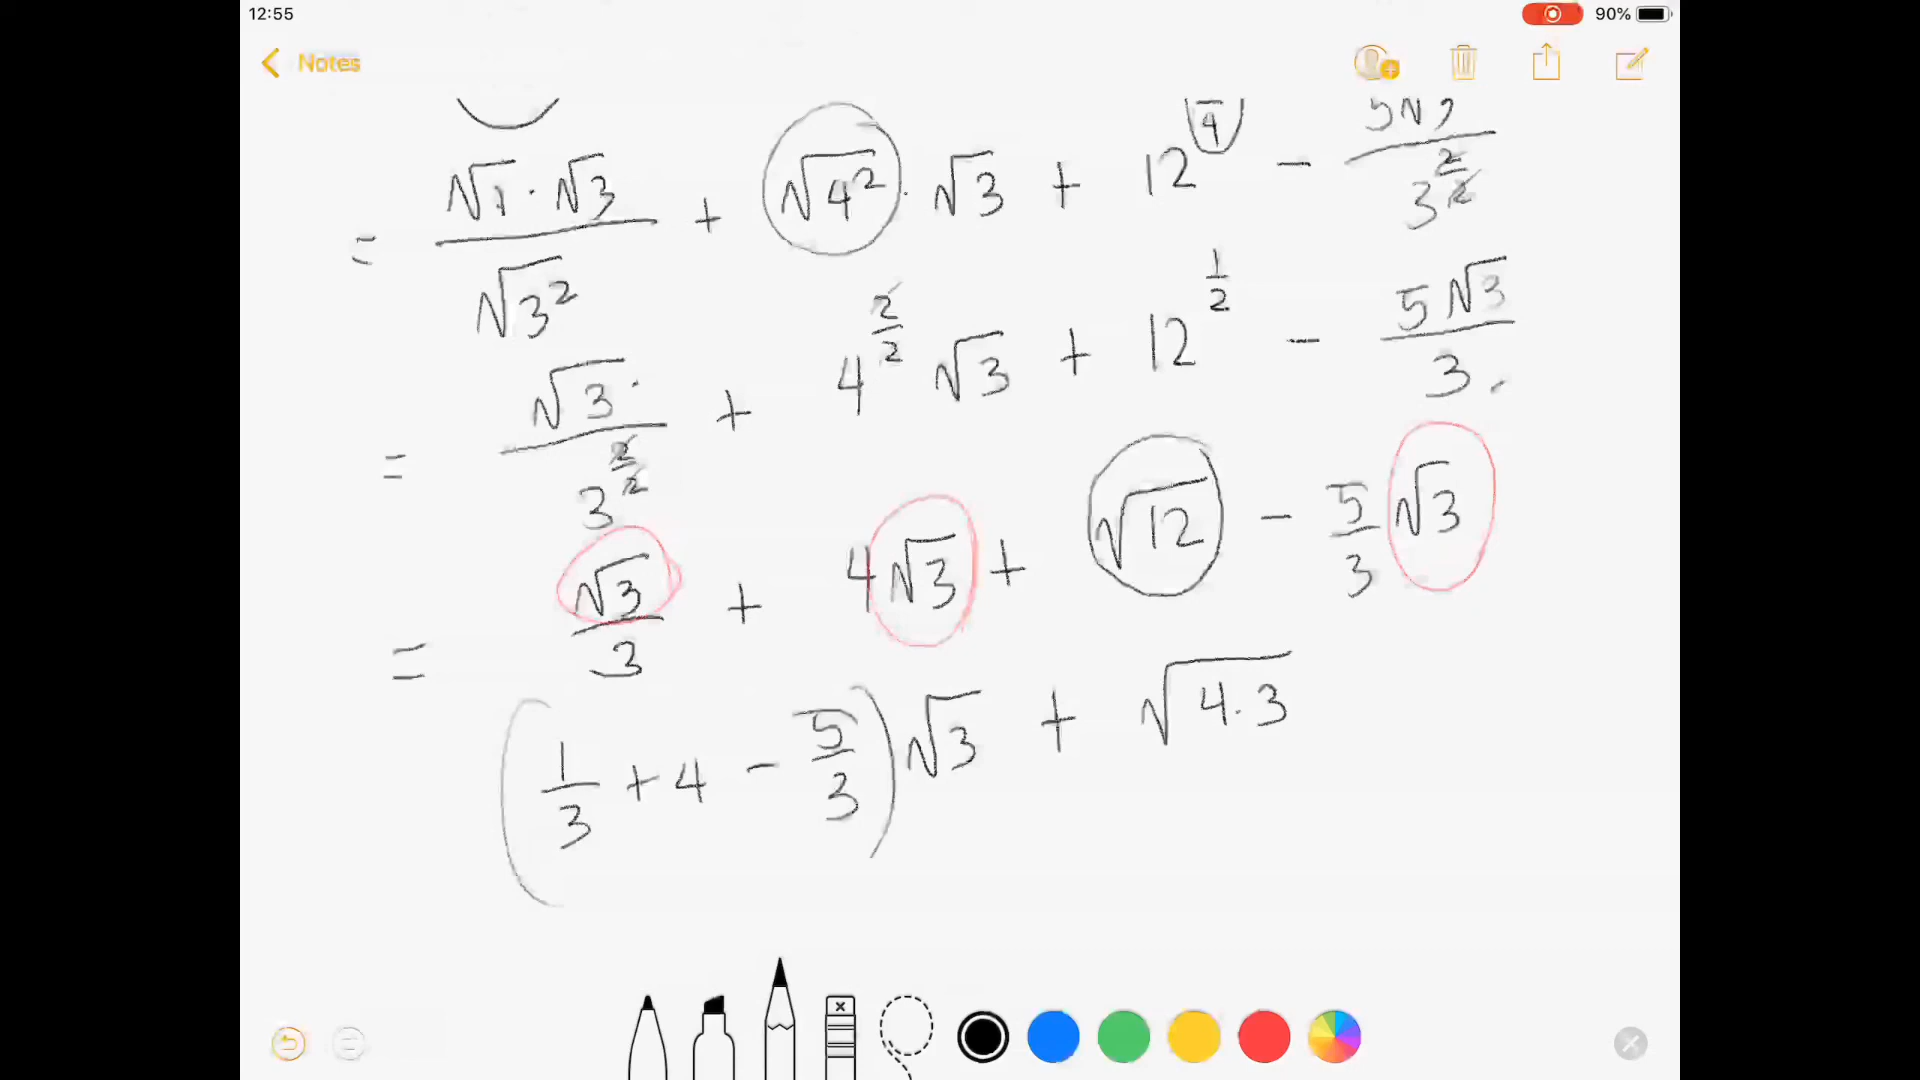 12:55
90%
Notes
= √1 · √3 / √3² + √4² · √3 + 12^(/4) − 5√3 / 3^(2/2)
= √3 / 3^(2/2) + 4^(2/2) √3 + 12^(1/2) − 5√3 / 3
= √3 / 3 + 4√3 + √12 − 5/3 √3
(1/3 + 4 − 5/3) √3 + √4.3